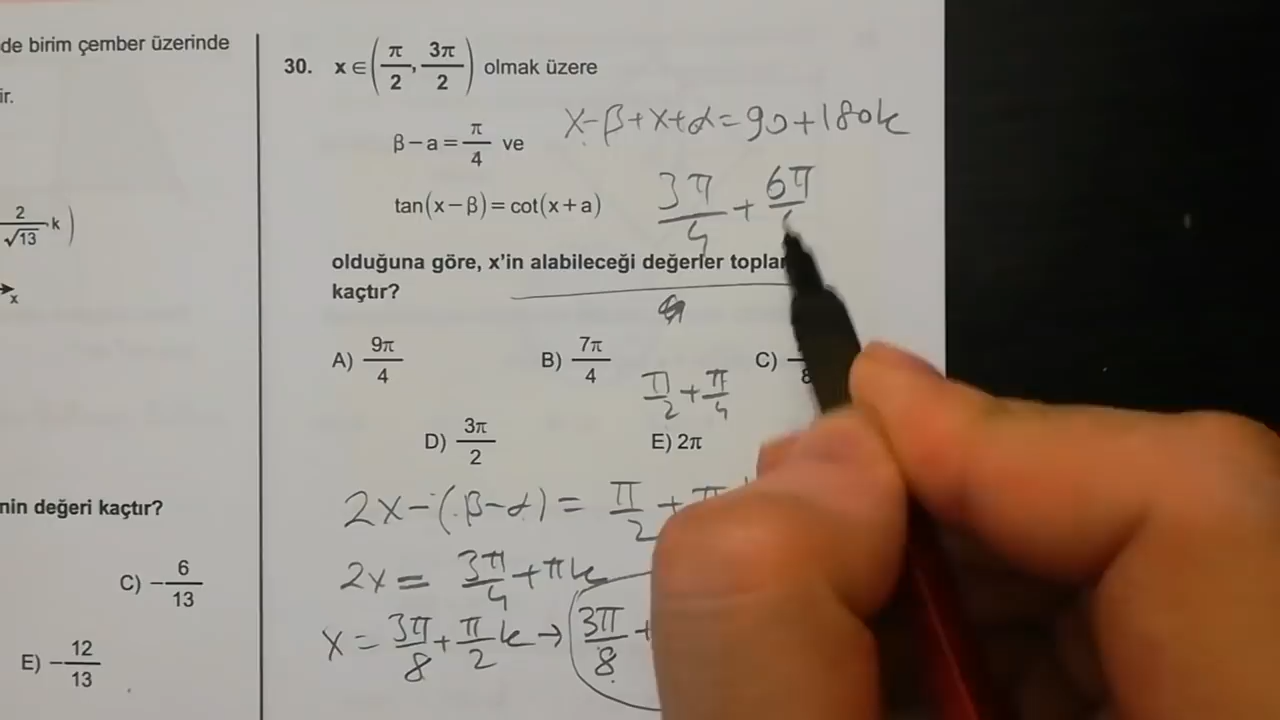 de birim çember üzerinde
ir.
2/√13 ·k )
x
nin değeri kaçtır?
C) −6/13
E) −12/13
30. x ∈ (π/2, 3π/2) olmak üzere
x−β+x+α=90+180k
β−a=π/4 ve
tan(x−β)=cot(x+a)
3π/4 + 6π/
olduğuna göre, x'in alabileceği değerler
kaçtır?
A) 9π/4
B) 7π/4
C)
π/2+π/4
D) 3π/2
E) 2π
2x−(β−α)= π/2 + π
2x= 3π/4+πk
x=3π/8+π/2 k→ 3π/8 +